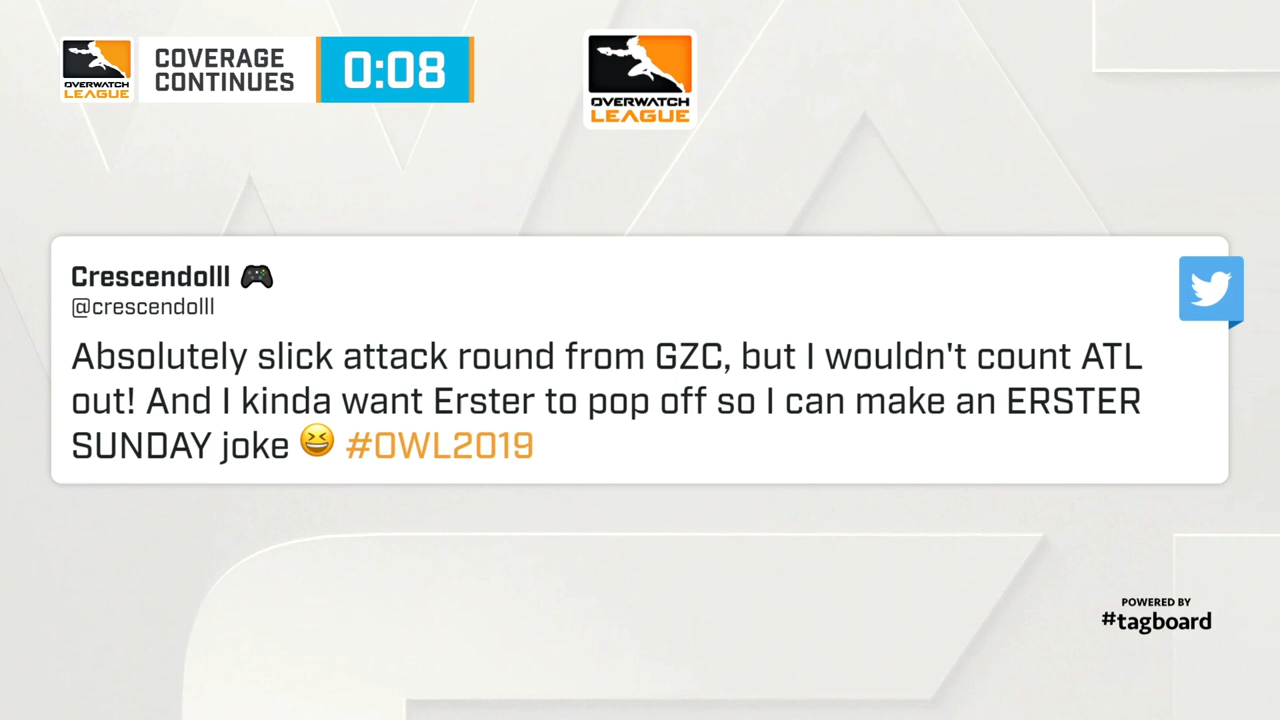 OVERWATCH
LEAGUE
COVERAGE
CONTINUES
0:08
OVERWATCH
LEAGUE
Crescendolll 🎮
@crescendolll
Absolutely slick attack round from GZC, but I wouldn't count ATL
out! And I kinda want Erster to pop off so I can make an ERSTER
SUNDAY joke 😆 #OWL2019
POWERED BY
#tagboard